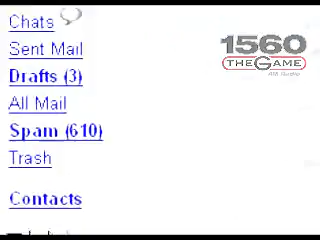 Chats
Sent Mail
Drafts (3)
All Mail
Spam (610)
Trash
Contacts
1560
THE GAME